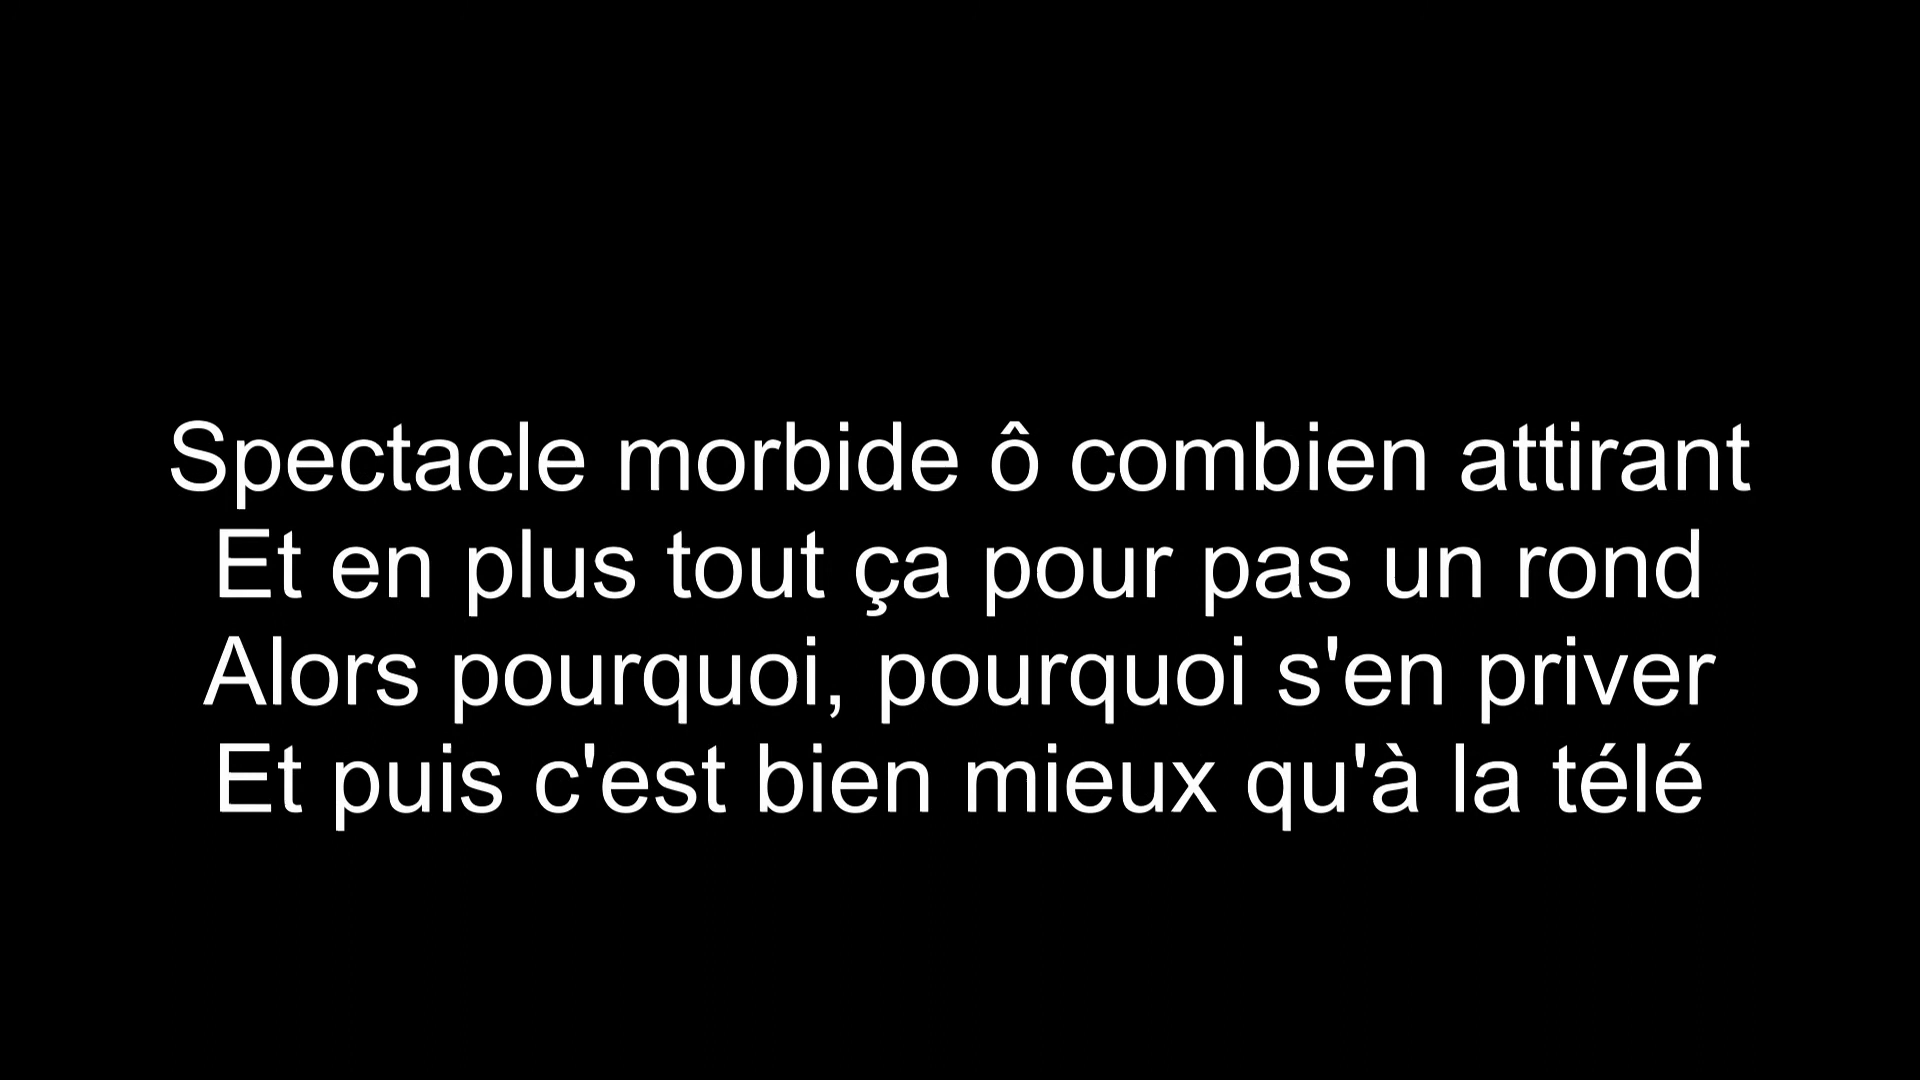 Spectacle morbide ô combien attirant
Et en plus tout ça pour pas un rond
Alors pourquoi, pourquoi s'en priver
Et puis c'est bien mieux qu'à la télé